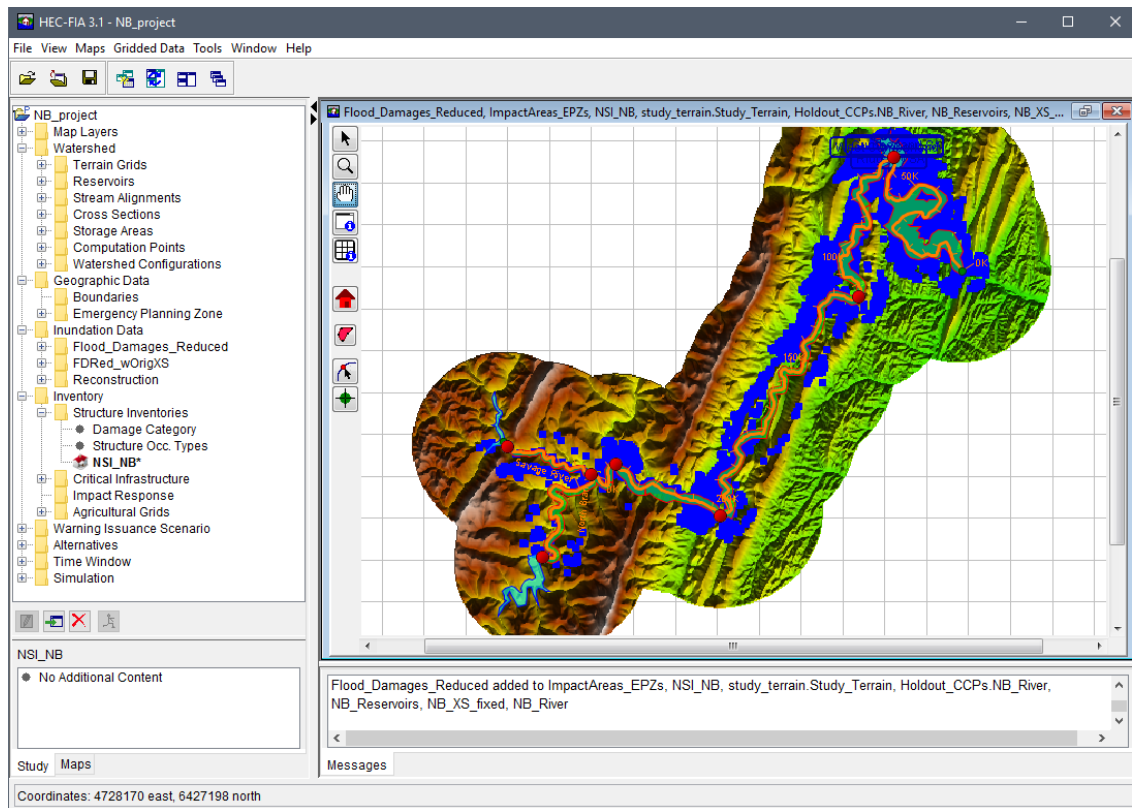 HEC-FIA 3.1 - NB_project
File View Maps Gridded Data Tools Window Help
NB_project
Map Layers
Watershed
Terrain Grids
Reservoirs
Stream Alignments
Cross Sections
Storage Areas
Computation Points
Watershed Configurations
Geographic Data
Boundaries
Emergency Planning Zone
Inundation Data
Flood_Damages_Reduced
FDRed_wOrigXS
Reconstruction
Inventory
Structure Inventories
Damage Category
Structure Occ. Types
NSI_NB*
Critical Infrastructure
Impact Response
Agricultural Grids
Warning Issuance Scenario
Alternatives
Time Window
Simulation
NSI_NB
No Additional Content
Study Maps
Flood_Damages_Reduced, ImpactAreas_EPZs, NSI_NB, study_terrain.Study_Terrain, Holdout_CCPs.NB_River, NB_Reservoirs, NB_XS_...
50K
0K
100K
150K
Savage River
Flood_Damages_Reduced added to ImpactAreas_EPZs, NSI_NB, study_terrain.Study_Terrain, Holdout_CCPs.NB_River,
NB_Reservoirs, NB_XS_fixed, NB_River
Messages
Coordinates: 4728170 east, 6427198 north